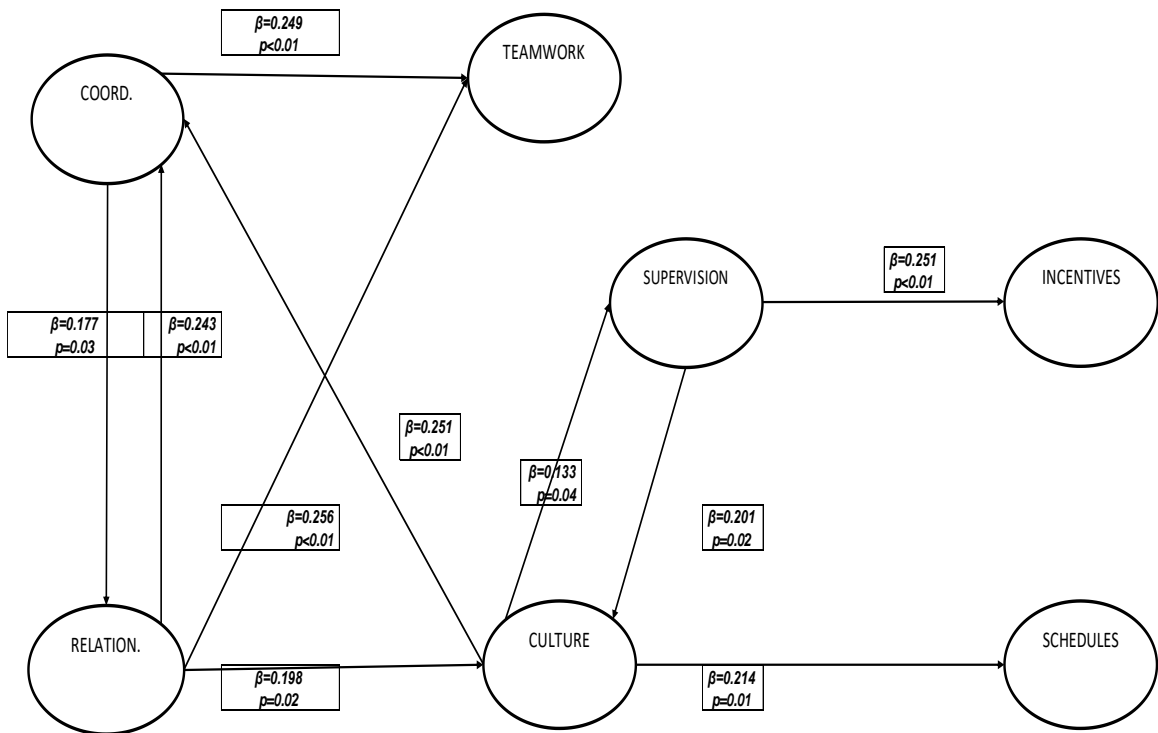 β=0.249
p<0.01
TEAMWORK
COORD.
SUPERVISION
β=0.251
p<0.01
INCENTIVES
β=0.177
p=0.03
β=0.243
p<0.01
β=0.251
p<0.01
β=0.133
p=0.04
β=0.256
p<0.01
β=0.201
p=0.02
RELATION.
CULTURE
SCHEDULES
β=0.198
p=0.02
β=0.214
p=0.01